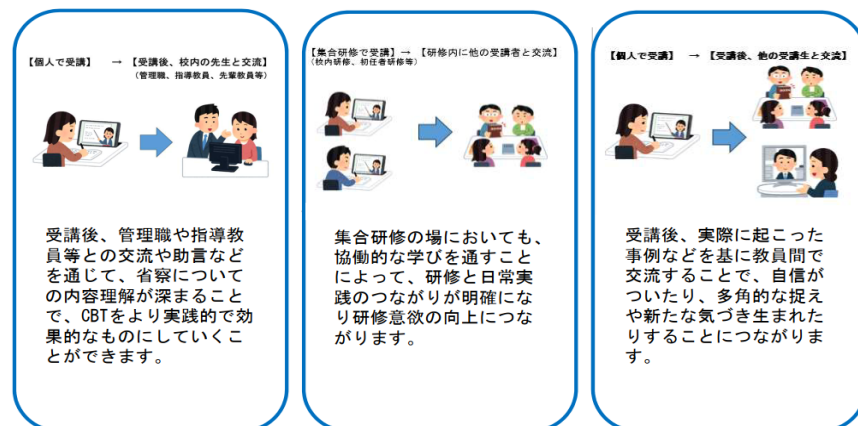 【個人で受講】 → 【受講後、校内の先生と交流】
(管理職、指導教員、先輩教員等)
受講後、管理職や指導教
員等との交流や助言など
を通じて、省察について
の内容理解が深まること
で、CBTをより実践的で効
果的なものにしていくこ
とができます。
【集合研修で受講】→ 【研修内に他の受講者と交流】
(校内研修、初任者研修等)
集合研修の場においても、
協働的な学びを通すこと
によって、研修と日常実
践のつながりが明確にな
り研修意欲の向上につな
がります。
【個人で受講】 → 【受講後、他の受講生と交流】
受講後、実際に起こった
事例などを基に教員間で
交流することで、自信が
ついたり、多角的な捉え
や新たな気づき生まれた
りすることにつながりま
す。